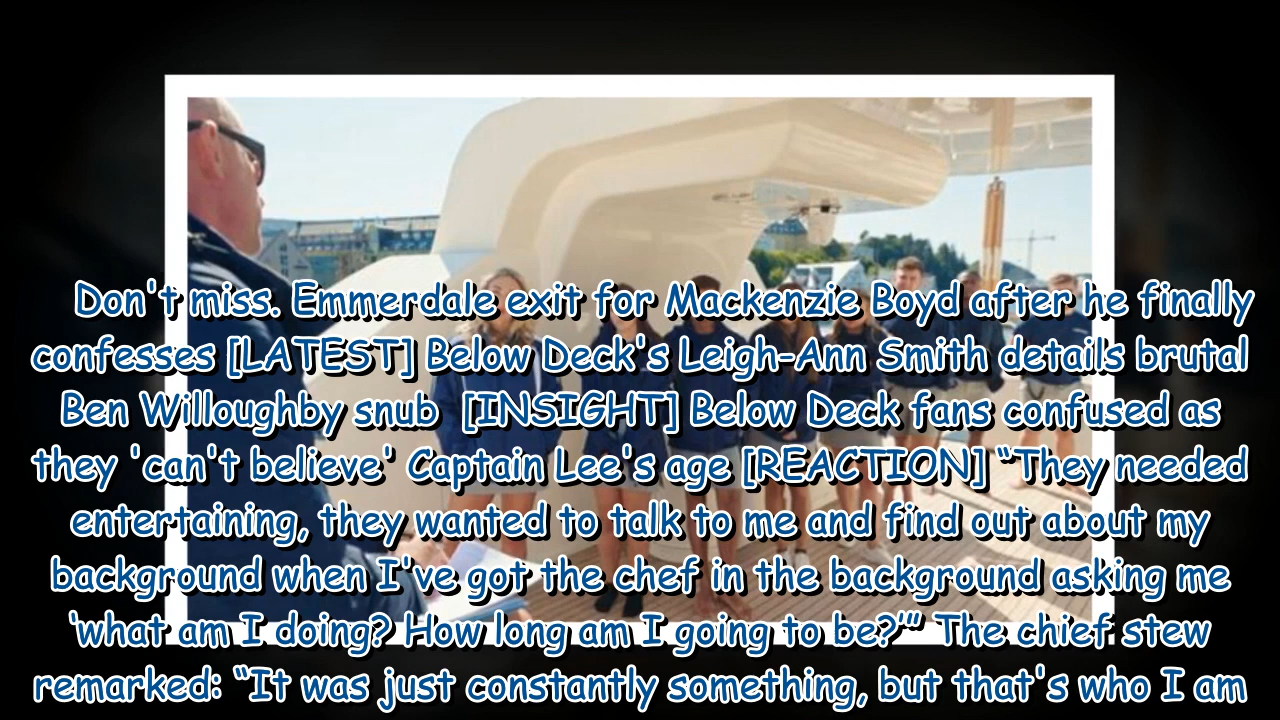 Don't miss. Emmerdale exit for Mackenzie Boyd after he finally
confesses [LATEST] Below Deck's Leigh-Ann Smith details brutal
Ben Willoughby snub [INSIGHT] Below Deck fans confused as
they 'can't believe' Captain Lee's age [REACTION] “They needed
entertaining, they wanted to talk to me and find out about my
background when I've got the chef in the background asking me
‘what am I doing? How long am I going to be?’” The chief stew
remarked: “It was just constantly something, but that's who I am